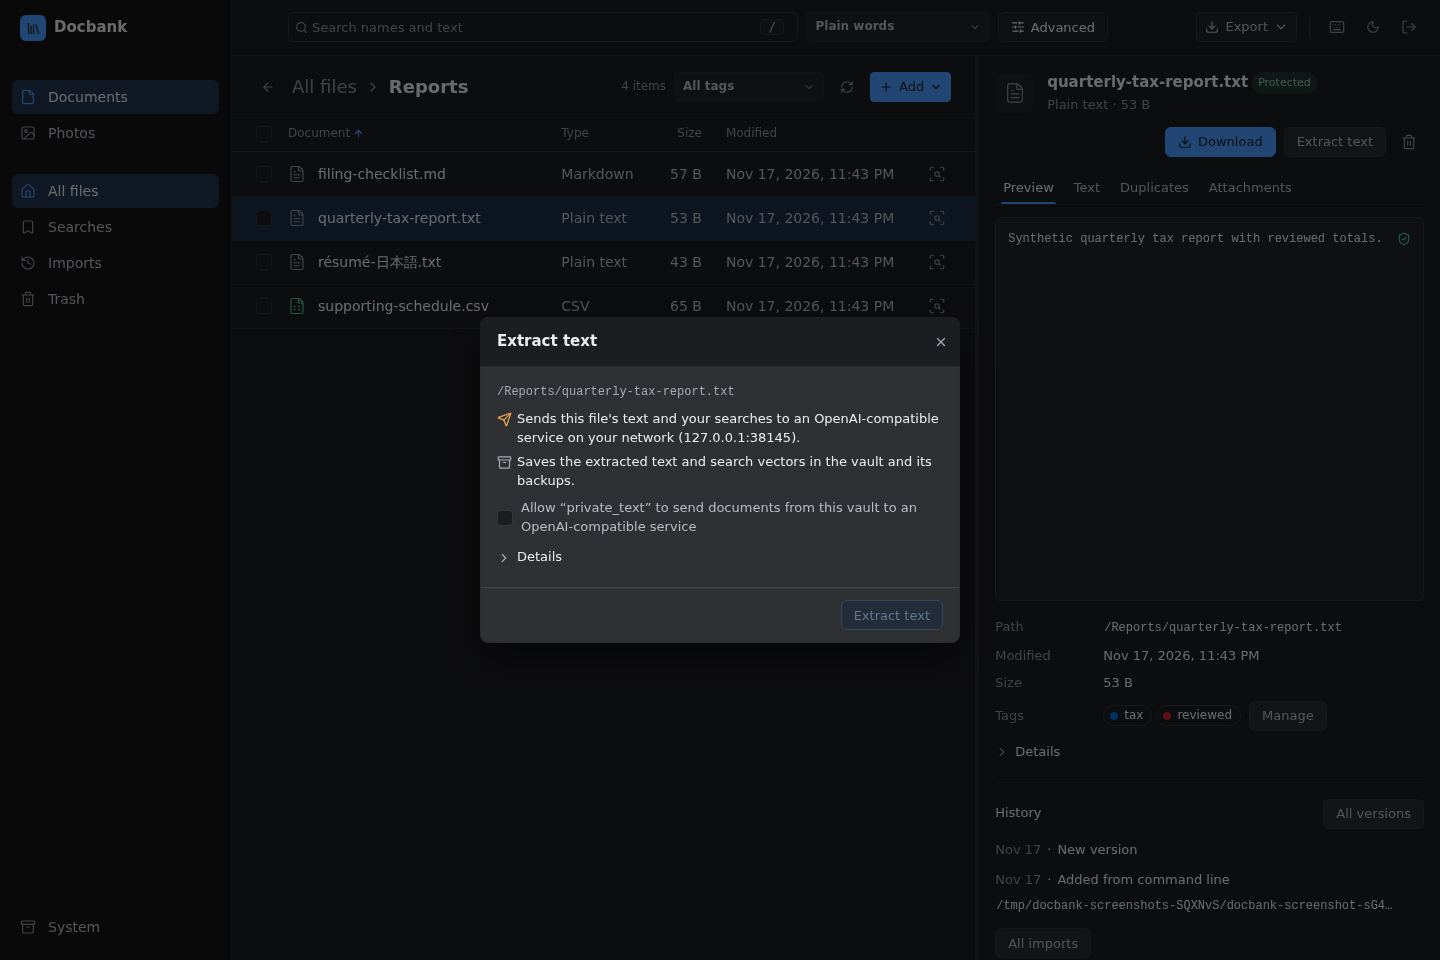 Docbank
Search names and text
/
Plain words
Advanced
Export
Documents
Photos
All files
Searches
Imports
Trash
System
All files > Reports
4 items
All tags
Add
Document
Type
Size
Modified
filing-checklist.md
Markdown
57 B
Nov 17, 2026, 11:43 PM
quarterly-tax-report.txt
Plain text
53 B
Nov 17, 2026, 11:43 PM
résumé-日本語.txt
Plain text
43 B
Nov 17, 2026, 11:43 PM
supporting-schedule.csv
CSV
65 B
Nov 17, 2026, 11:43 PM
Extract text
/Reports/quarterly-tax-report.txt
Sends this file's text and your searches to an OpenAI-compatible
service on your network (127.0.0.1:38145).
Saves the extracted text and search vectors in the vault and its
backups.
Allow “private_text” to send documents from this vault to an
OpenAI-compatible service
Details
Extract text
quarterly-tax-report.txt
Protected
Plain text · 53 B
Download
Extract text
Preview
Text
Duplicates
Attachments
Synthetic quarterly tax report with reviewed totals.
Path
/Reports/quarterly-tax-report.txt
Modified
Nov 17, 2026, 11:43 PM
Size
53 B
Tags
tax
reviewed
Manage
Details
History
All versions
Nov 17 · New version
Nov 17 · Added from command line
/tmp/docbank-screenshots-SQXNvS/docbank-screenshot-sG4…
All imports